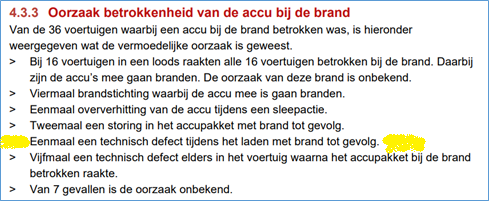 4.3.3 Oorzaak betrokkenheid van de accu bij de brand
Van de 36 voertuigen waarbij een accu bij de brand betrokken was, is hieronder
weergegeven wat de vermoedelijke oorzaak is geweest.
> Bij 16 voertuigen in een loods raakten alle 16 voertuigen betrokken bij de brand. Daarbij
zijn de accu's mee gaan branden. De oorzaak van deze brand is onbekend.
> Viermaal brandstichting waarbij de accu mee is gaan branden.
> Eenmaal oververhitting van de accu tijdens een sleepactie.
> Tweemaal een storing in het accupakket met brand tot gevolg.
> Eenmaal een technisch defect tijdens het laden met brand tot gevolg.
> Vijfmaal een technisch defect elders in het voertuig waarna het accupakket bij de brand
betrokken raakte.
> Van 7 gevallen is de oorzaak onbekend.